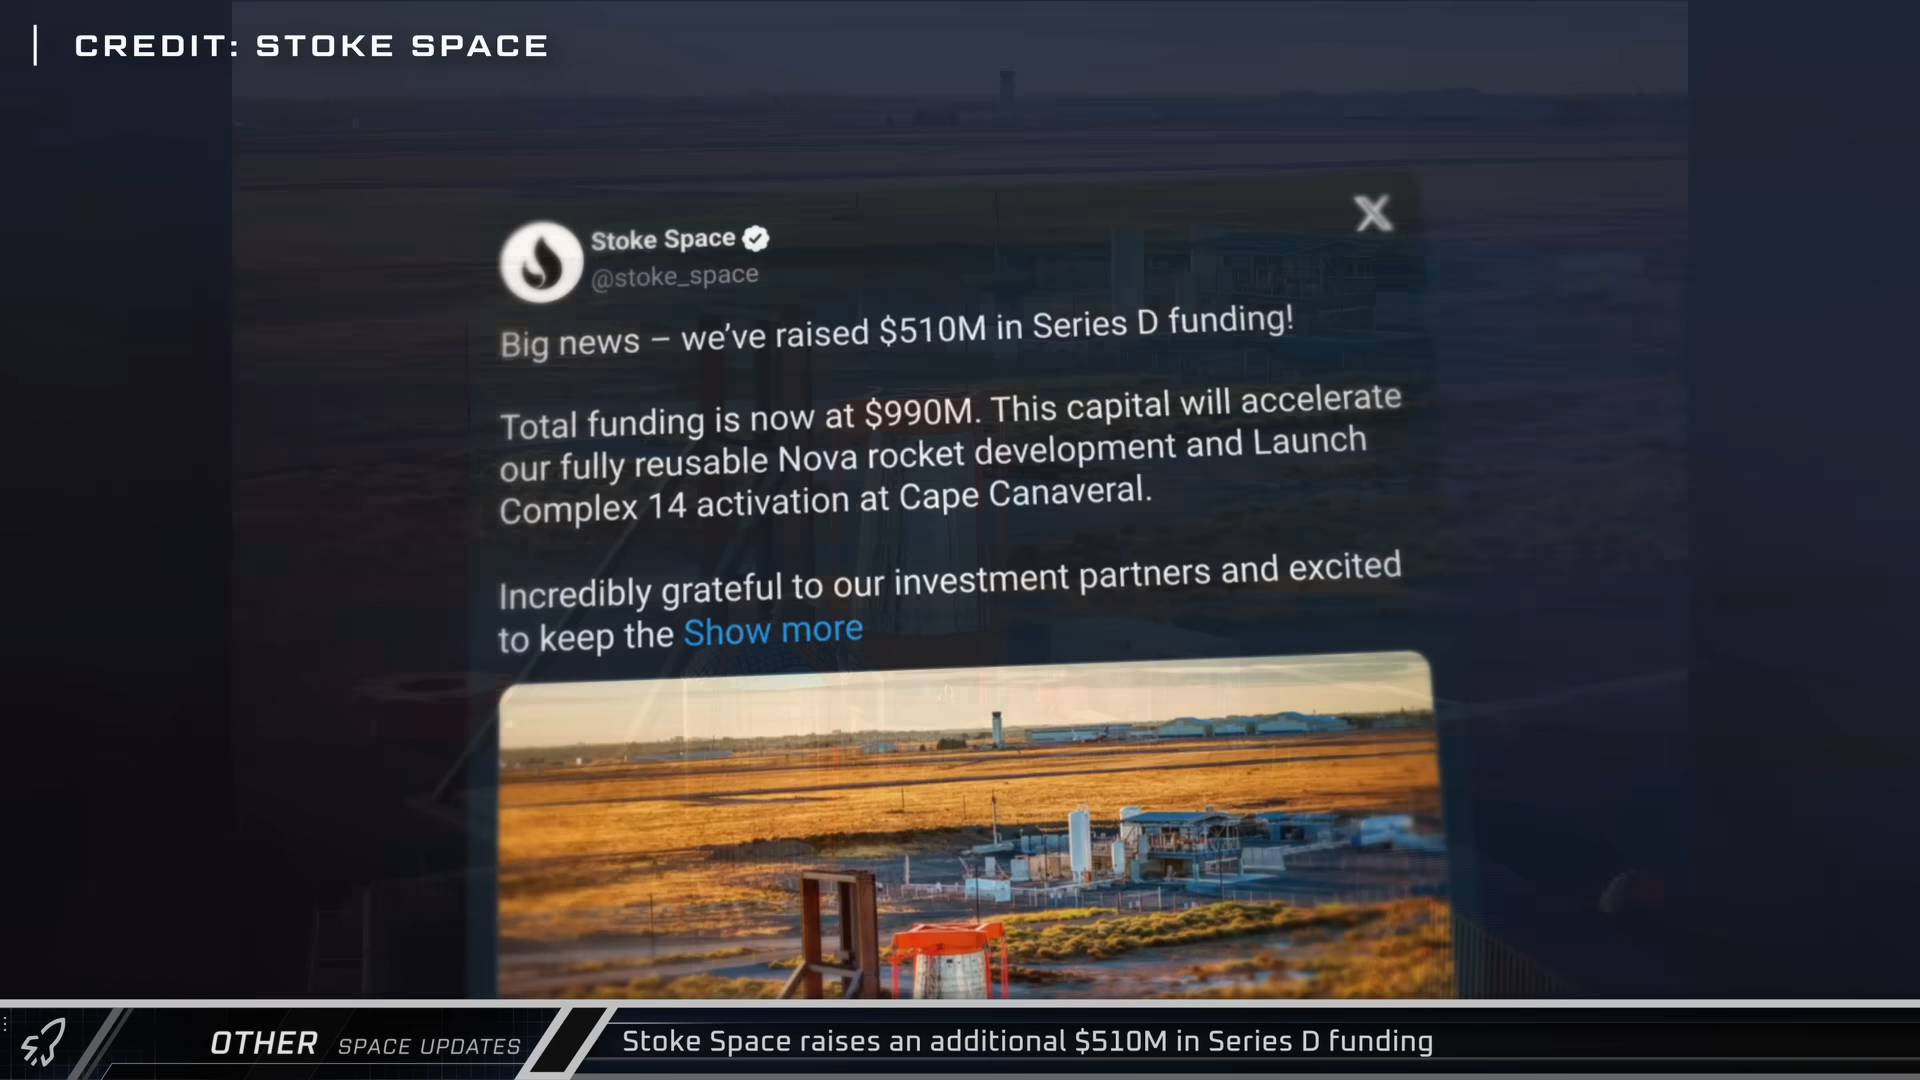 CREDIT: STOKE SPACE
X
Stoke Space
@stoke_space
Big news – we’ve raised $510M in Series D funding!
Total funding is now at $990M. This capital will accelerate
our fully reusable Nova rocket development and Launch
Complex 14 activation at Cape Canaveral.
Incredibly grateful to our investment partners and excited
to keep the Show more
OTHER SPACE UPDATES
Stoke Space raises an additional $510M in Series D funding